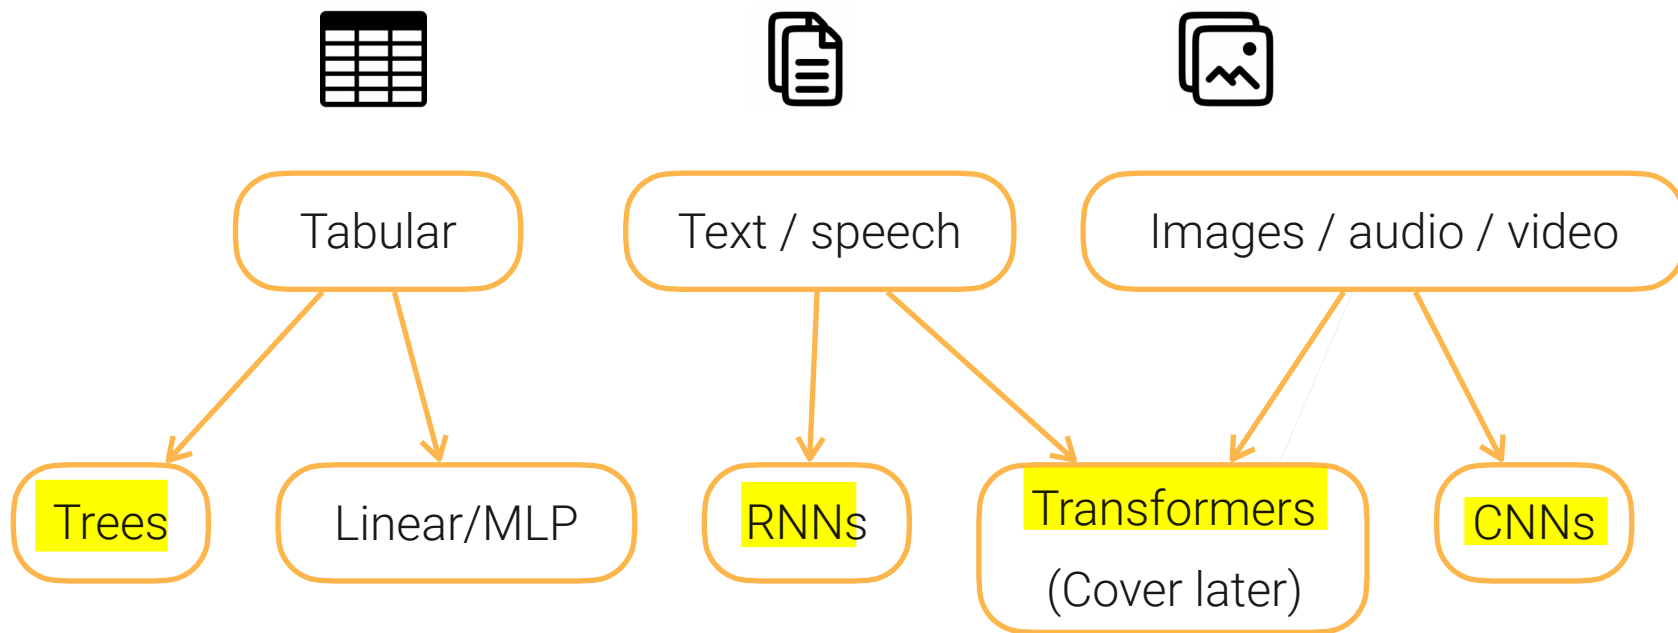 Tabular
Text / speech
Images / audio / video
Trees
Linear/MLP
RNNs
Transformers
(Cover later)
CNNs